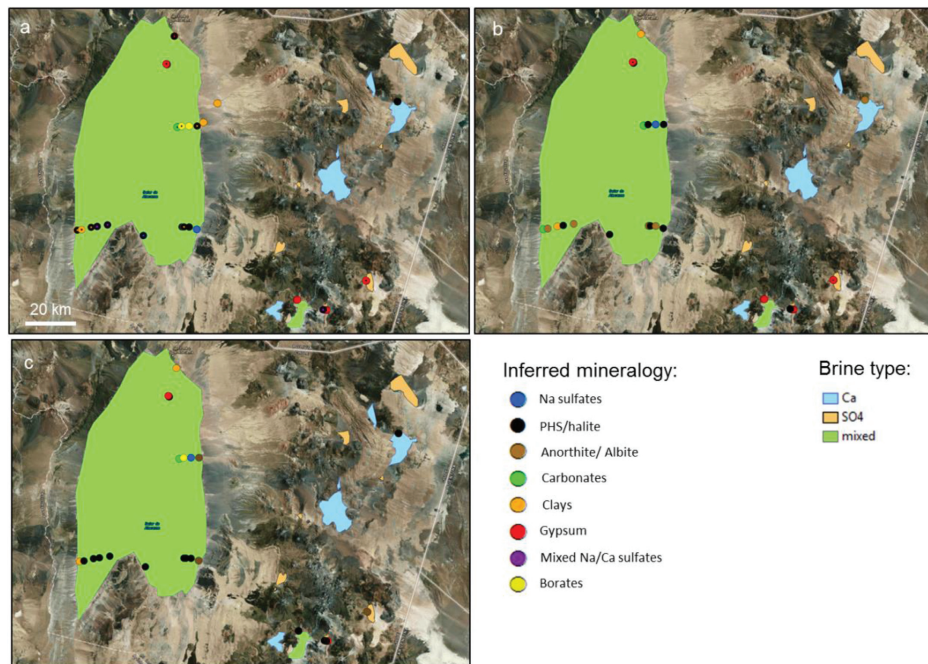 a
b
20 km
c
Inferred mineralogy:
Na sulfates
PHS/halite
Anorthite/ Albite
Carbonates
Clays
Gypsum
Mixed Na/Ca sulfates
Borates
Brine type:
Ca
SO4
mixed